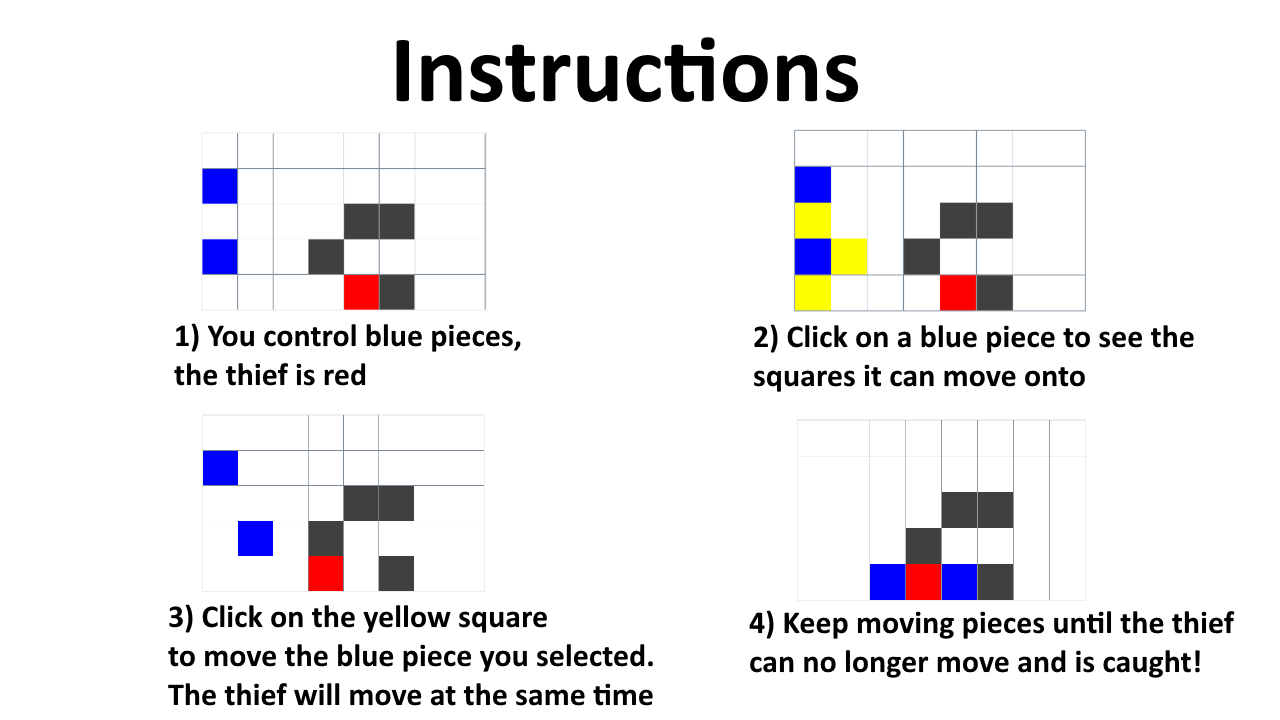 Instructions
1) You control blue pieces,
the thief is red
2) Click on a blue piece to see the
squares it can move onto
3) Click on the yellow square
to move the blue piece you selected.
The thief will move at the same time
4) Keep moving pieces until the thief
can no longer move and is caught!